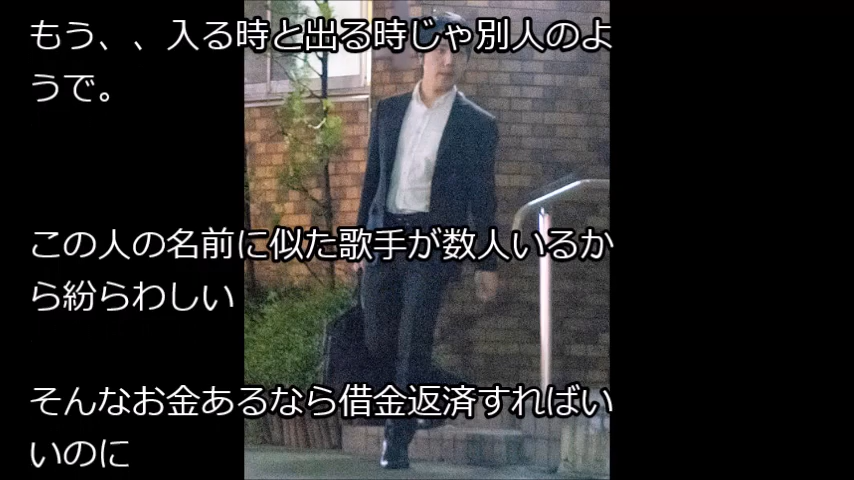 もう、、入る時と出る時じゃ別人のよ
うで。
この人の名前に似た歌手が数人いるか
ら紛らわしい
そんなお金あるなら借金返済すればい
いのに